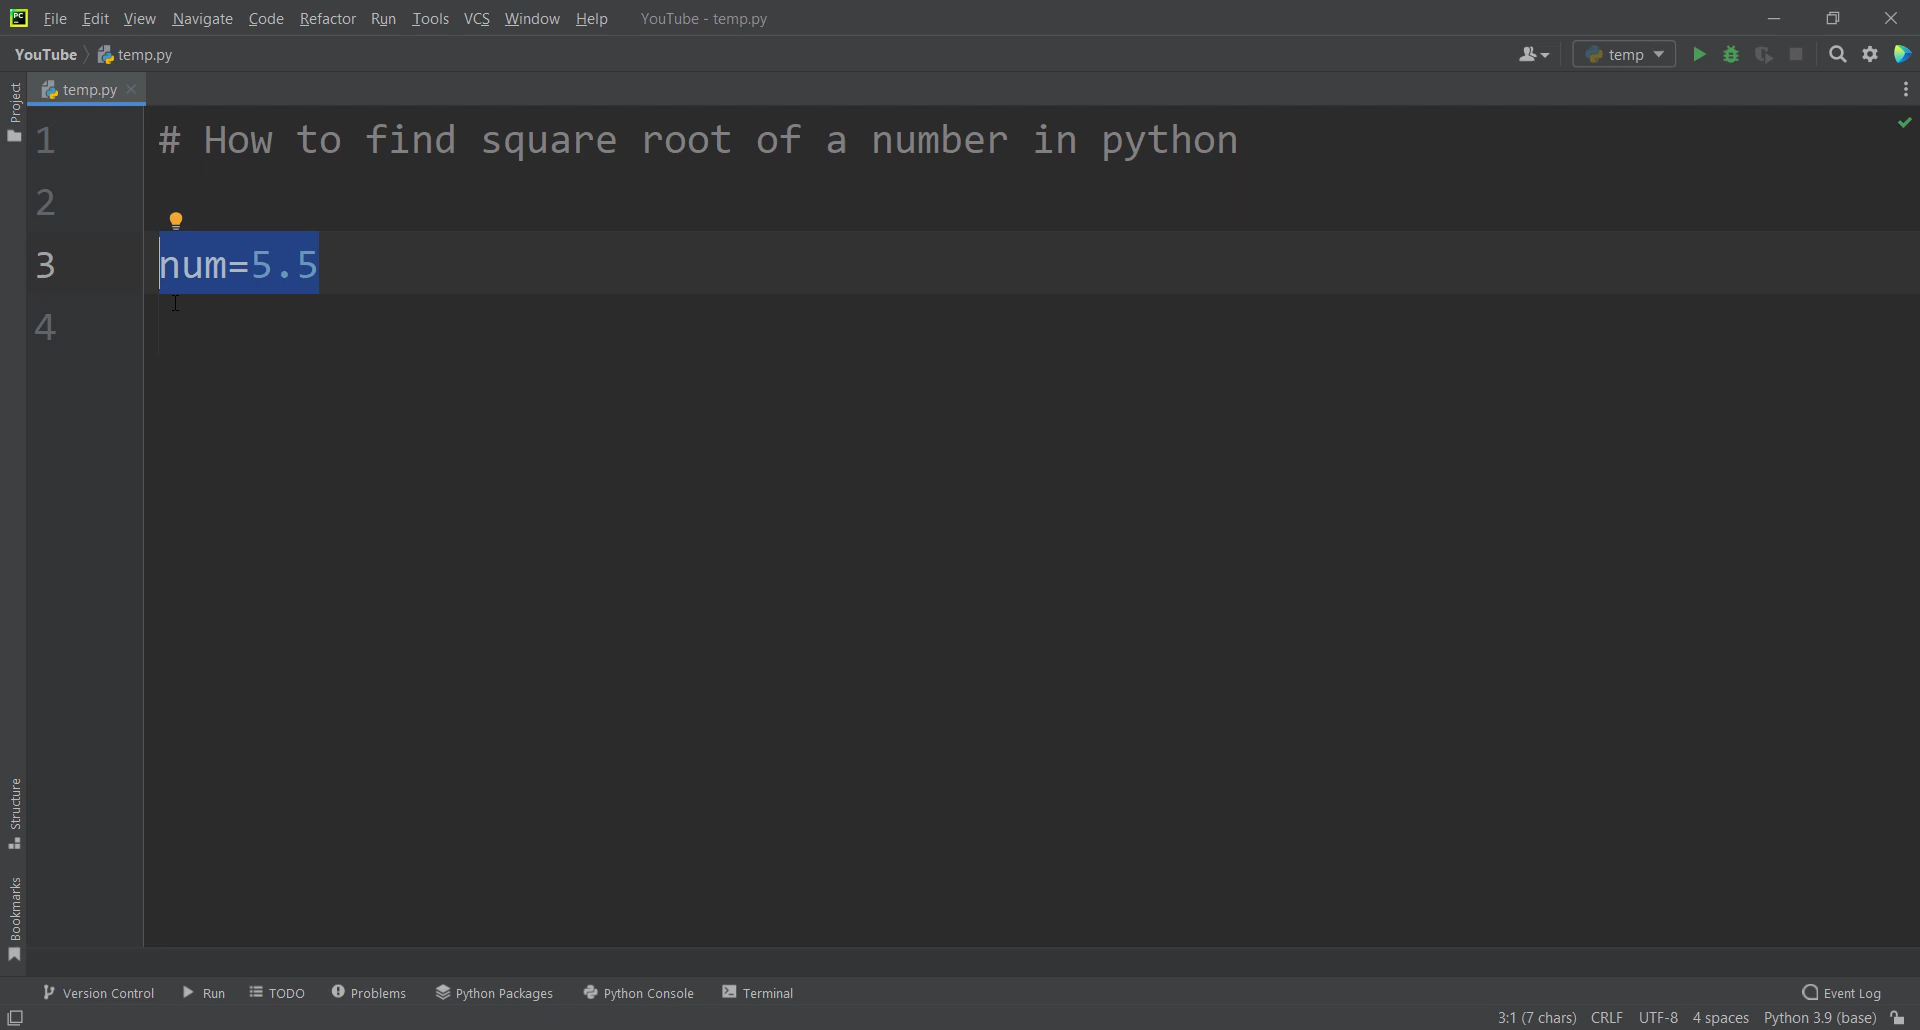 PC File Edit View Navigate Code Refactor Run Tools VCS Window Help YouTube - temp.py
YouTube temp.py temp
Project temp.py
1 # How to find square root of a number in python
2
3 num=5.5
4
Structure
Bookmarks
Version Control Run TODO Problems Python Packages Python Console Terminal Event Log
3:1 (7 chars) CRLF UTF-8 4 spaces Python 3.9 (base)